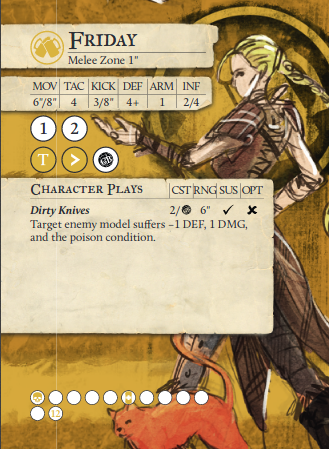 Friday
Melee Zone 1"
MOV TAC KICK DEF ARM INF
6"/8" 4 3/8" 4+ 1 2/4
1 2
T >
Character Plays CST RNG SUS OPT
Dirty Knives 2/ 6" ✓ ✗
Target enemy model suffers –1 DEF, 1 DMG,
and the poison condition.
12